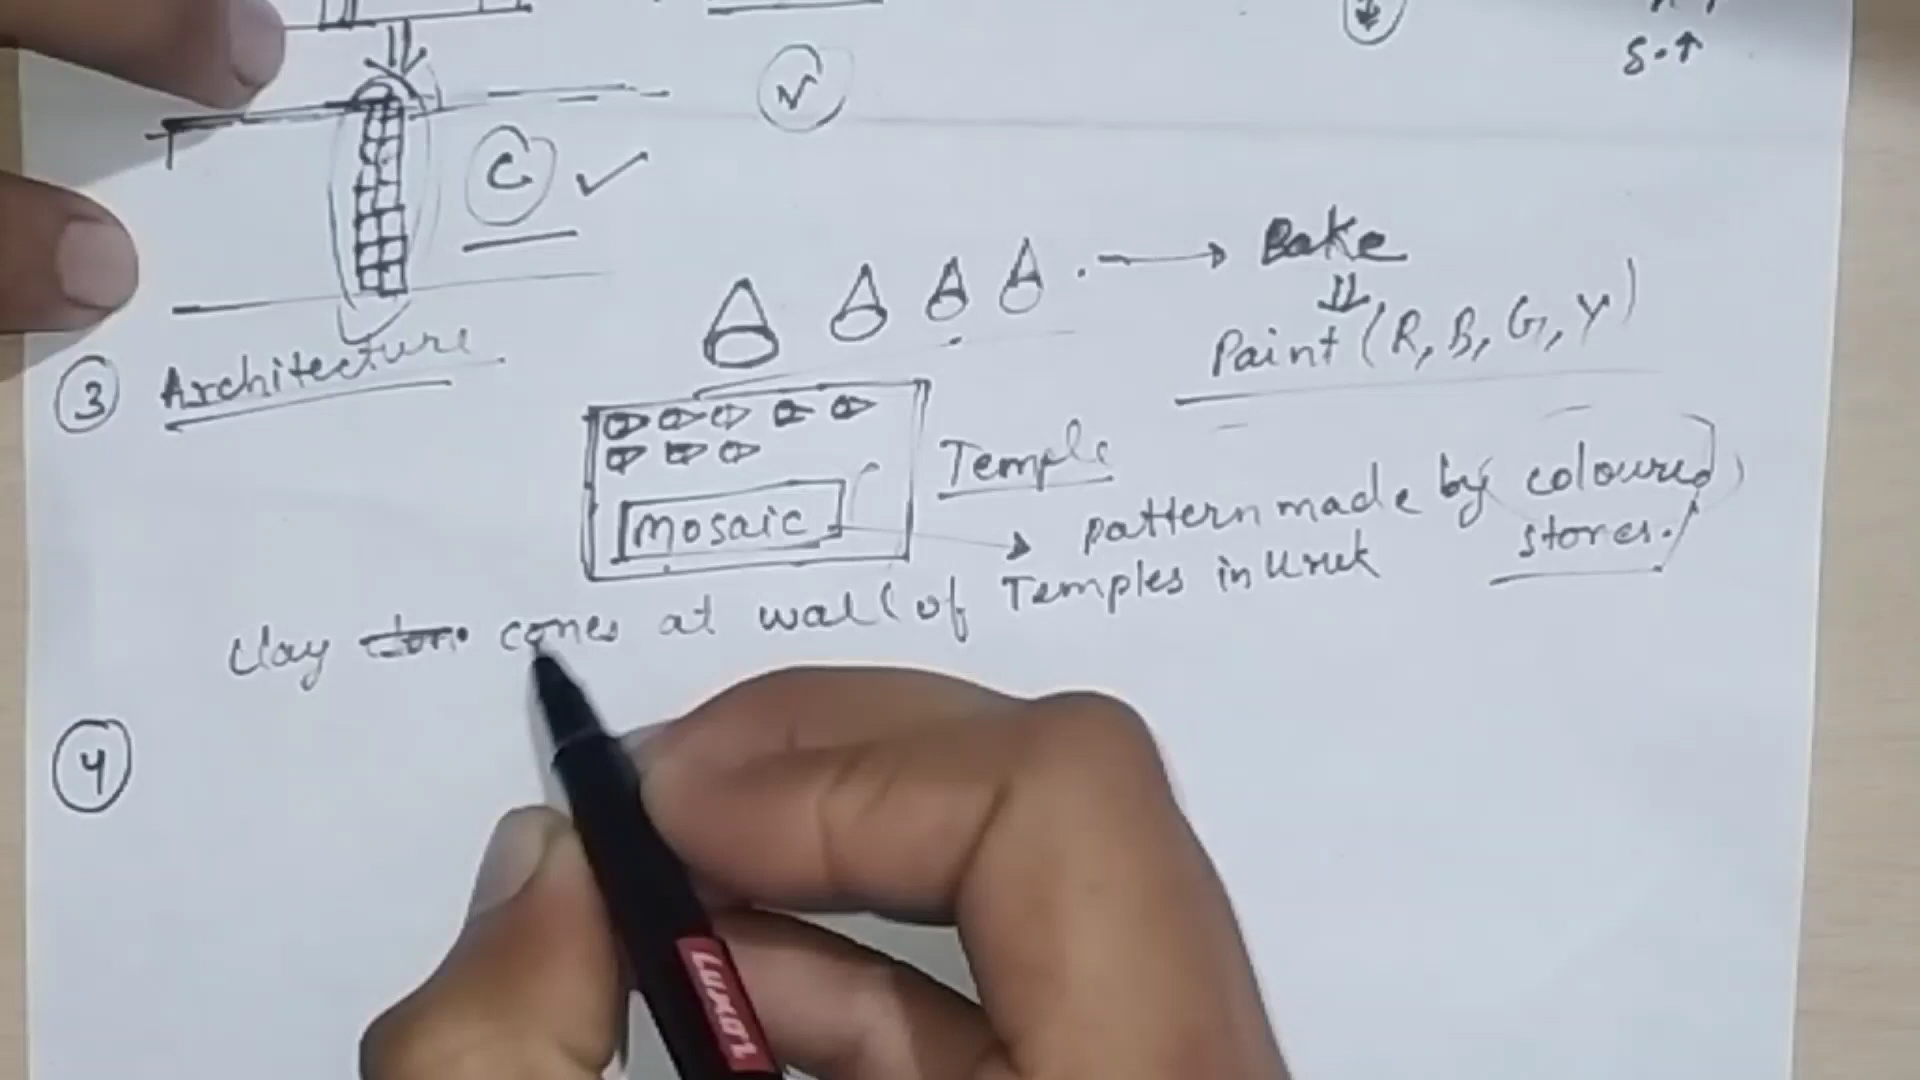 S.↑
C ✓
Bake
Paint (R, B, G, Y)
3 Architecture
Temple
mosaic
pattern made by coloured
stones.
Clay cones at wall of Temples in Uruk
4
LUXOR